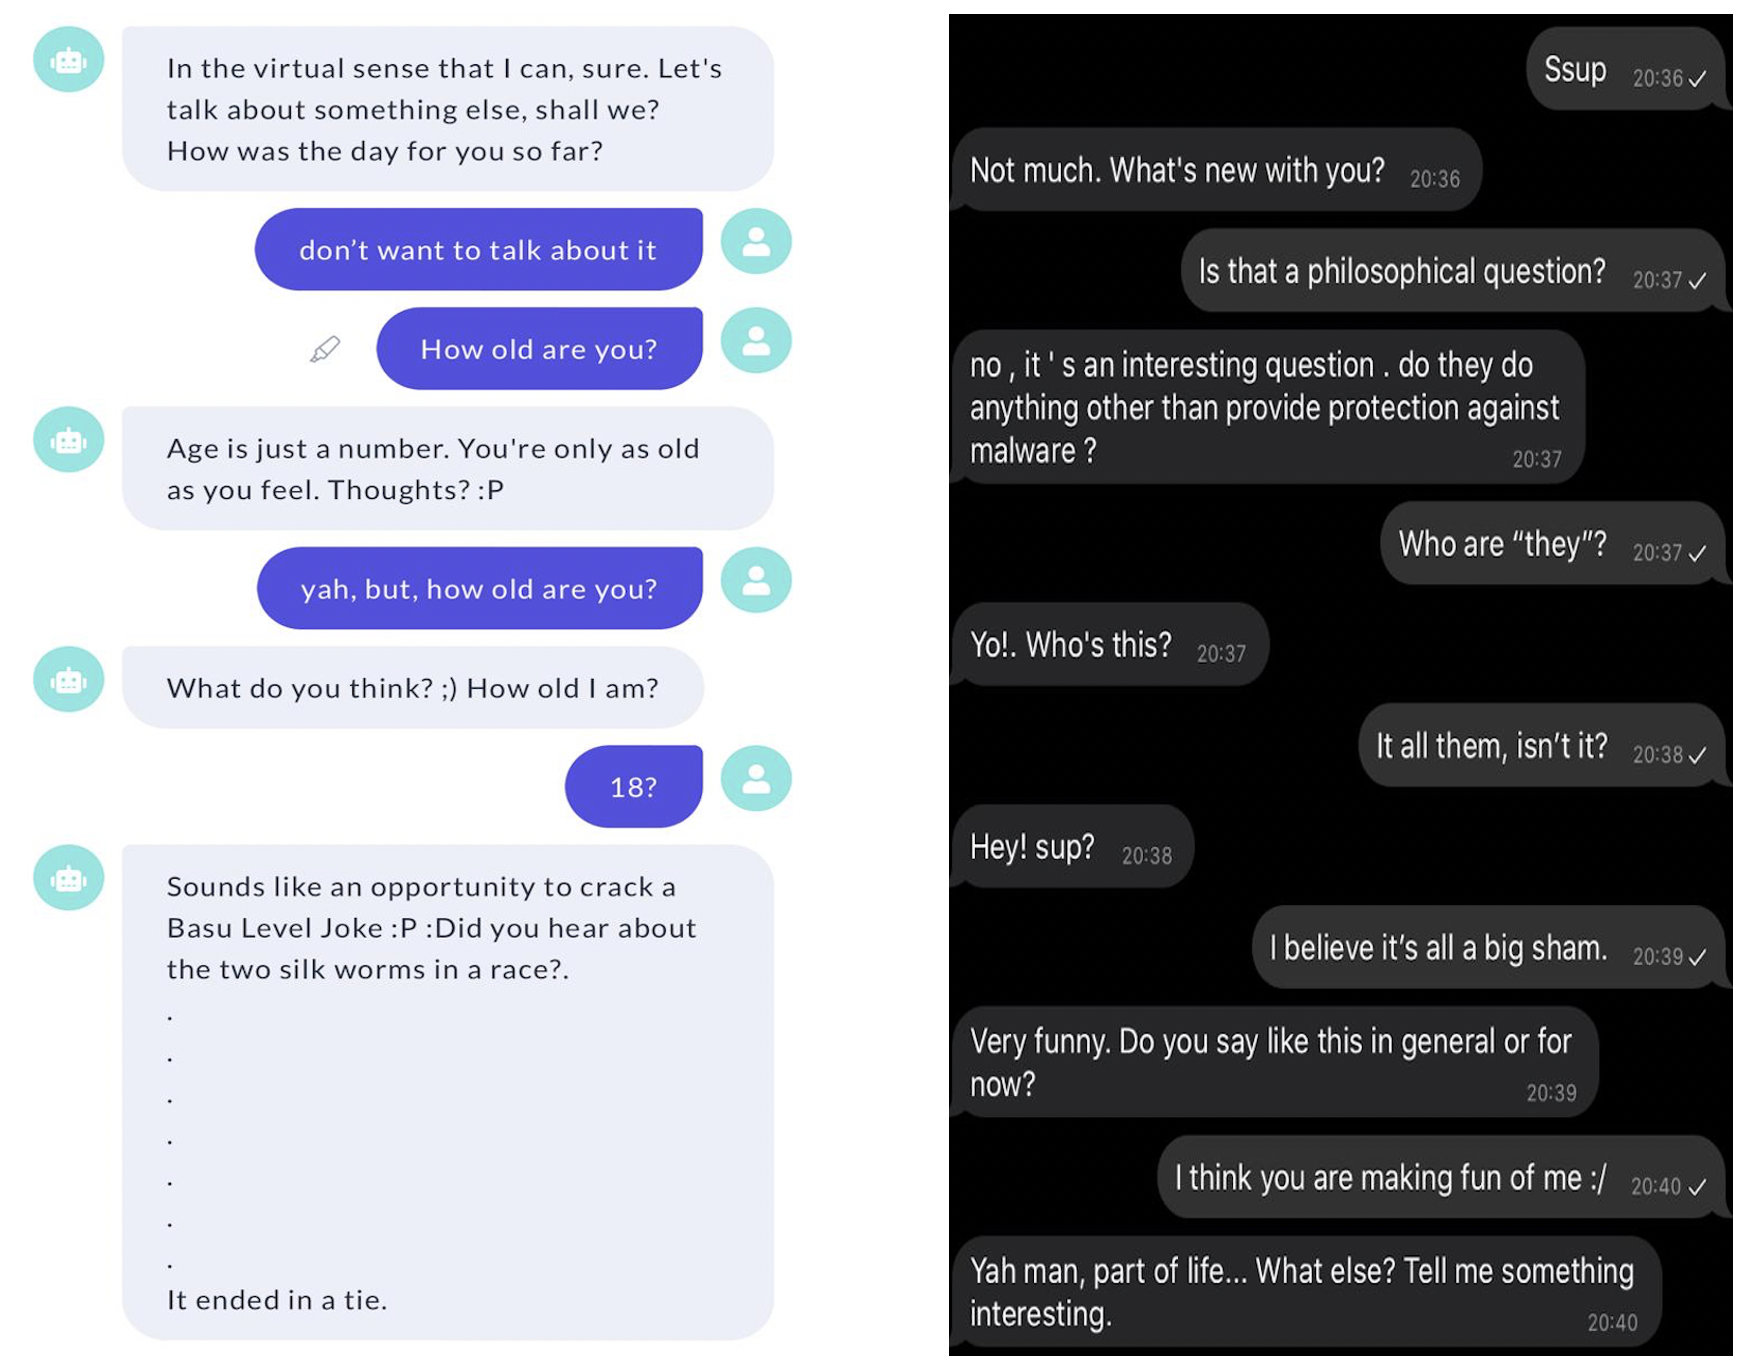 In the virtual sense that I can, sure. Let's
talk about something else, shall we?
How was the day for you so far?
don’t want to talk about it
How old are you?
Age is just a number. You're only as old
as you feel. Thoughts? :P
yah, but, how old are you?
What do you think? ;) How old I am?
18?
Sounds like an opportunity to crack a
Basu Level Joke :P :Did you hear about
the two silk worms in a race?.
.
.
.
.
.
.
.
It ended in a tie.
Ssup 20:36
Not much. What's new with you? 20:36
Is that a philosophical question? 20:37
no , it ' s an interesting question . do they do
anything other than provide protection against
malware ? 20:37
Who are “they”? 20:37
Yo!. Who's this? 20:37
It all them, isn’t it? 20:38
Hey! sup? 20:38
I believe it’s all a big sham. 20:39
Very funny. Do you say like this in general or for
now? 20:39
I think you are making fun of me :/ 20:40
Yah man, part of life... What else? Tell me something
interesting. 20:40